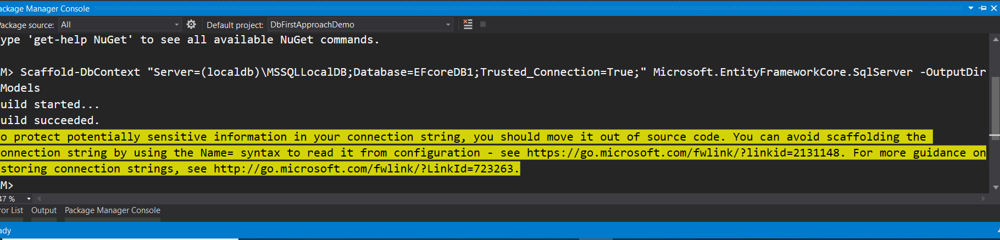 ackage Manager Console
Package source: All Default project: DbFirstApproachDemo
ype 'get-help NuGet' to see all available NuGet commands.
M> Scaffold-DbContext "Server=(localdb)\MSSQLLocalDB;Database=EFcoreDB1;Trusted_Connection=True;" Microsoft.EntityFrameworkCore.SqlServer -OutputDir
Models
uild started...
uild succeeded.
o protect potentially sensitive information in your connection string, you should move it out of source code. You can avoid scaffolding the
onnection string by using the Name= syntax to read it from configuration - see https://go.microsoft.com/fwlink/?linkid=2131148. For more guidance on
storing connection strings, see http://go.microsoft.com/fwlink/?LinkId=723263.
M>
47 %
ror List Output Package Manager Console
ady